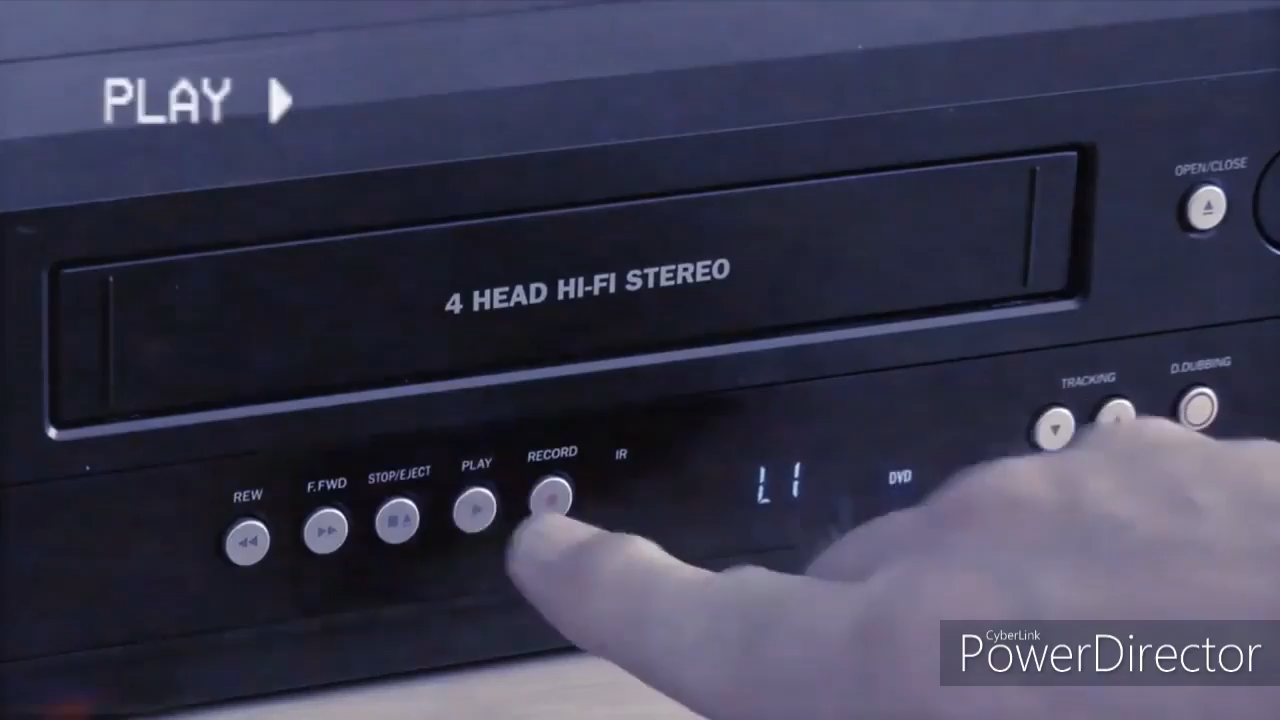 PLAY
OPEN/CLOSE
4 HEAD HI-FI STEREO
TRACKING
D.DUBBING
REW
F.FWD
STOP/EJECT
PLAY
RECORD
IR
L1
DVD
CyberLink
PowerDirector